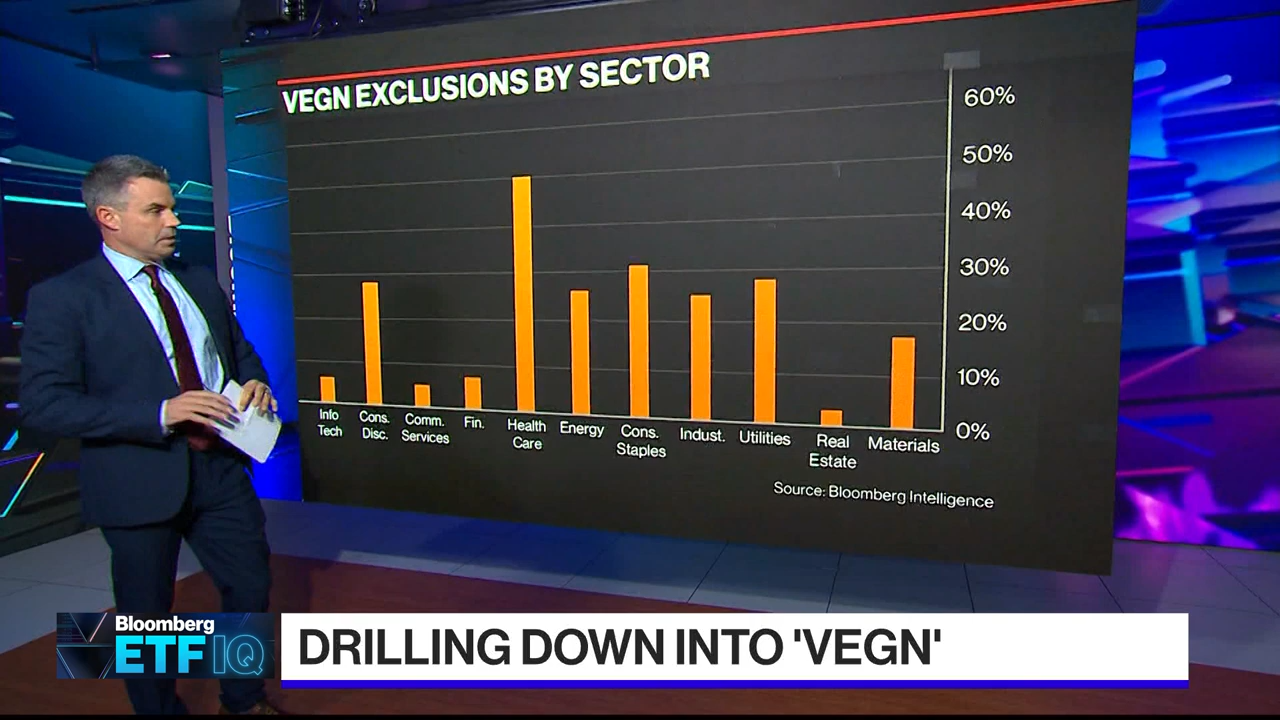 VEGN EXCLUSIONS BY SECTOR
60%
50%
40%
30%
20%
10%
0%
Info
Tech
Cons.
Disc.
Comm.
Services
Fin.
Health
Care
Energy
Cons.
Staples
Indust.
Utilities
Real
Estate
Materials
Source: Bloomberg Intelligence
Bloomberg
ETF IQ
DRILLING DOWN INTO 'VEGN'